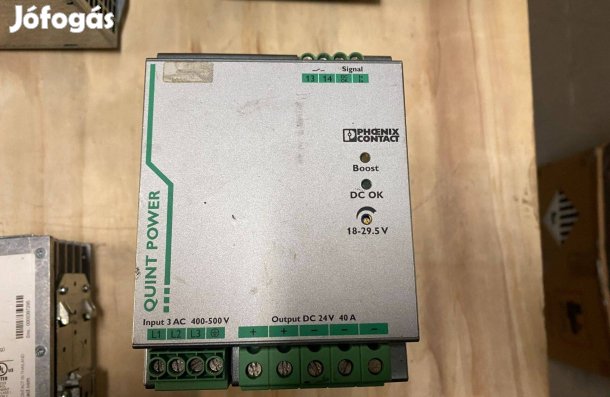 Jófogás
Signal
13 14
PHŒNIX
CONTACT
Boost
DC OK
18-29.5 V
QUINT POWER
Input 3 AC 400-500 V
Output DC 24V 40 A
L1 L2 L3
+ + − − −